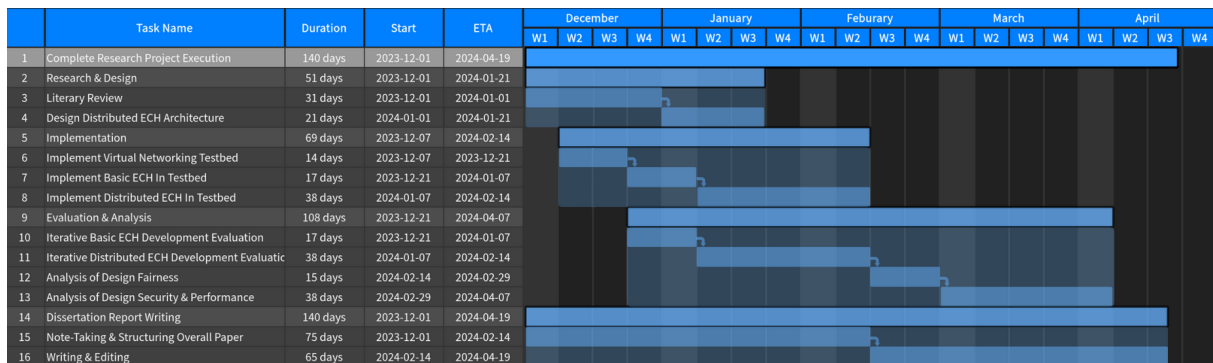 Task Name Duration Start ETA December January Feburary March April
W1 W2 W3 W4 W1 W2 W3 W1 W2 W3 W4 W1 W2 W3 W4 W1 W2 W3 W4
1 Complete Research Project Execution 140 days 2023-12-01 2024-04-19
2 Research & Design 51 days 2023-12-01 2024-01-21
3 Literary Review 31 days 2023-12-01 2024-01-01
4 Design Distributed ECH Architecture 21 days 2024-01-01 2024-01-21
5 Implementation 69 days 2023-12-07 2024-02-14
6 Implement Virtual Networking Testbed 14 days 2023-12-07 2023-12-21
7 Implement Basic ECH In Testbed 17 days 2023-12-21 2024-01-07
8 Implement Distributed ECH In Testbed 38 days 2024-01-07 2024-02-14
9 Evaluation & Analysis 108 days 2023-12-21 2024-04-07
10 Iterative Basic ECH Development Evaluation 17 days 2023-12-21 2024-01-07
11 Iterative Distributed ECH Development Evaluatic 38 days 2024-01-07 2024-02-14
12 Analysis of Design Fairness 15 days 2024-02-14 2024-02-29
13 Analysis of Design Security & Performance 38 days 2024-02-29 2024-04-07
14 Dissertation Report Writing 140 days 2023-12-01 2024-04-19
15 Note-Taking & Structuring Overall Paper 75 days 2023-12-01 2024-02-14
16 Writing & Editing 65 days 2024-02-14 2024-04-19